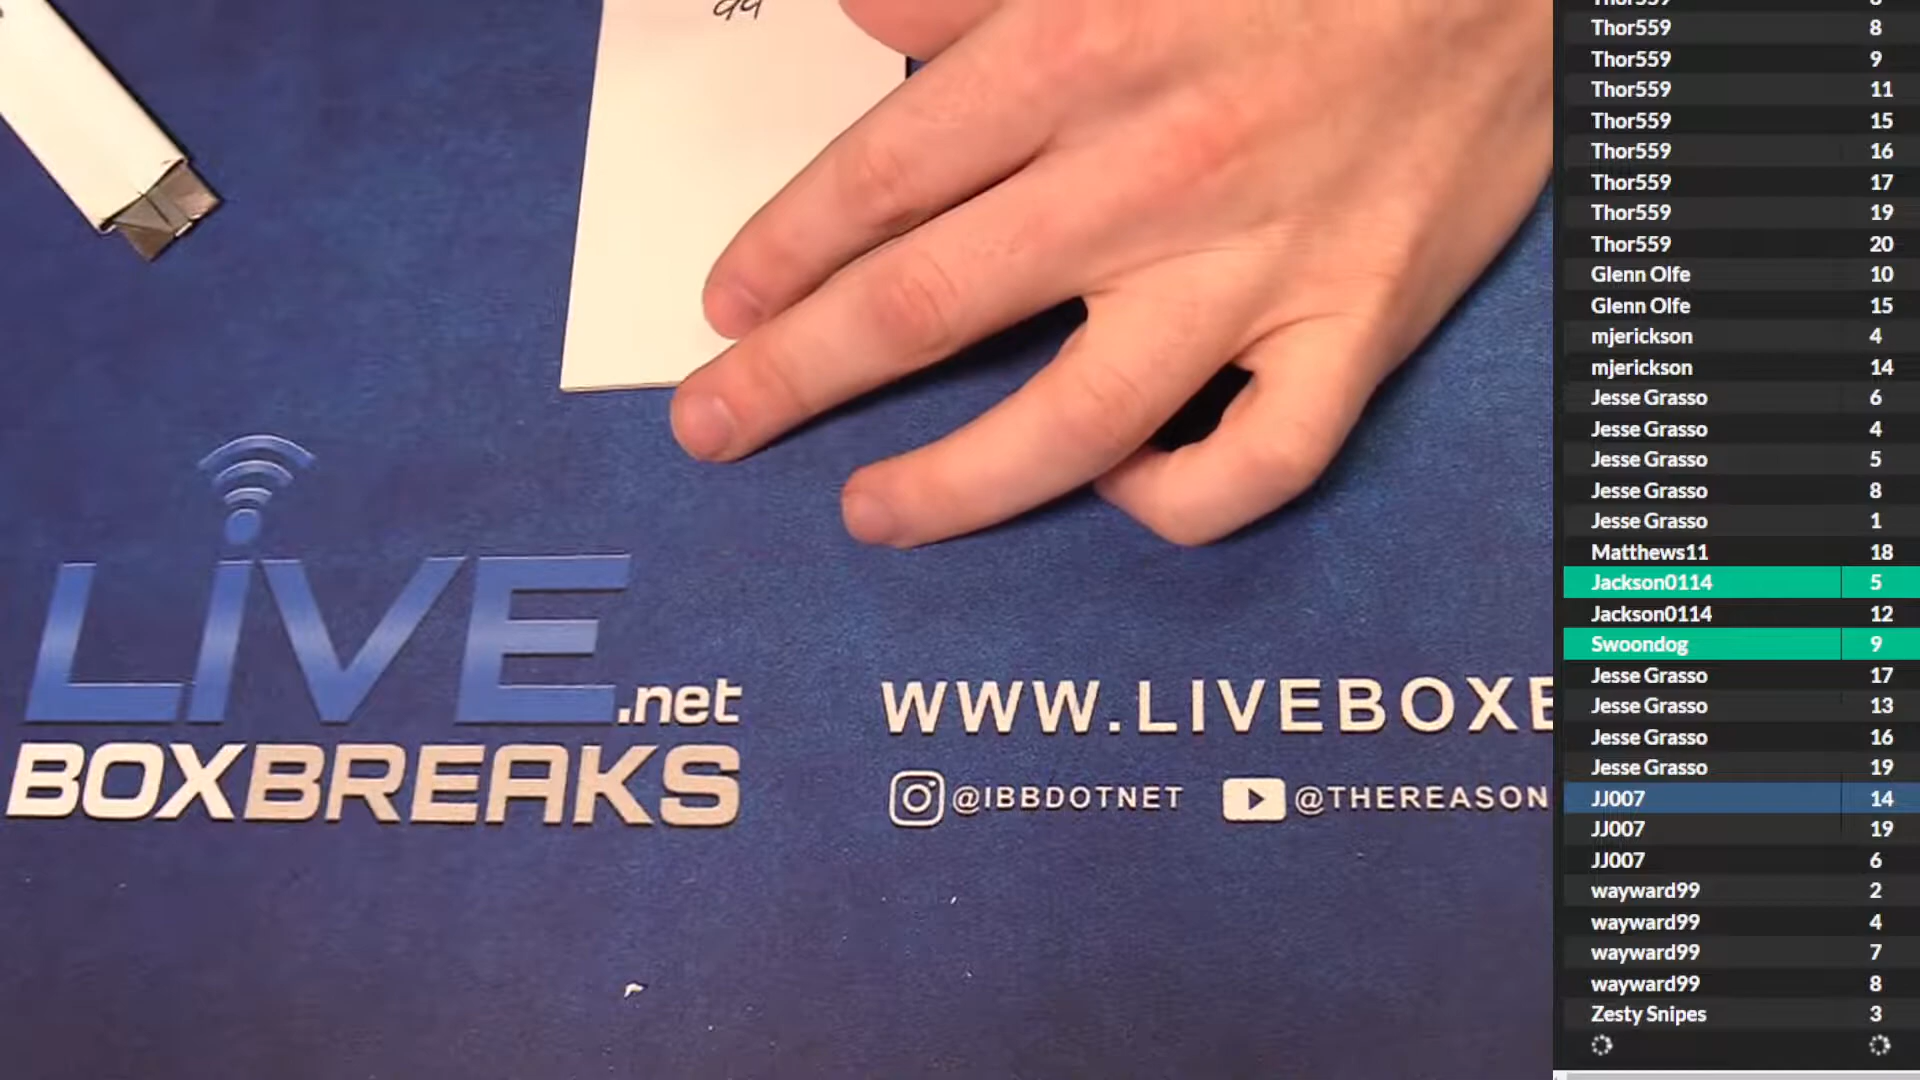 99
LIVE.net
BOXBREAKS
WWW.LIVEBOXB
@IBBDOTNET @THEREASON
Thor559 8
Thor559 9
Thor559 11
Thor559 15
Thor559 16
Thor559 17
Thor559 19
Thor559 20
Glenn Olfe 10
Glenn Olfe 15
mjerickson 4
mjerickson 14
Jesse Grasso 6
Jesse Grasso 4
Jesse Grasso 5
Jesse Grasso 8
Jesse Grasso 1
Matthews11 18
Jackson0114 5
Jackson0114 12
Swoondog 9
Jesse Grasso 17
Jesse Grasso 13
Jesse Grasso 16
Jesse Grasso 19
JJ007 14
JJ007 19
JJ007 6
wayward99 2
wayward99 4
wayward99 7
wayward99 8
Zesty Snipes 3